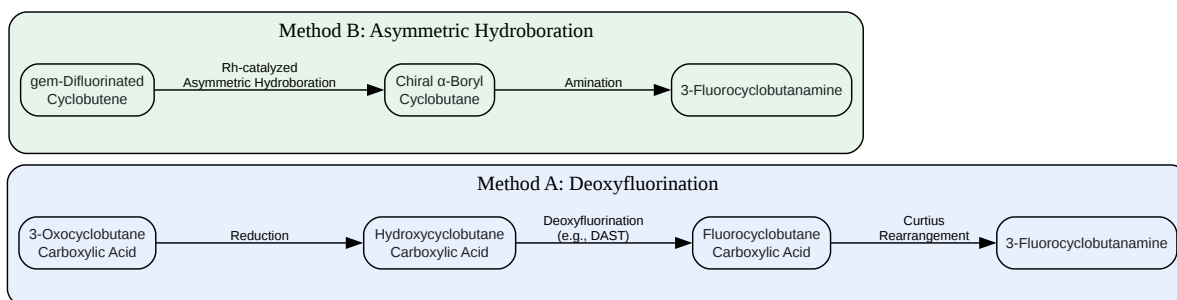 Method B: Asymmetric Hydroboration
gem-Difluorinated
Cyclobutene
Rh-catalyzed
Asymmetric Hydroboration
Chiral α-Boryl
Cyclobutane
Amination
3-Fluorocyclobutanamine
Method A: Deoxyfluorination
3-Oxocyclobutane
Carboxylic Acid
Reduction
Hydroxycyclobutane
Carboxylic Acid
Deoxyfluorination
(e.g., DAST)
Fluorocyclobutane
Carboxylic Acid
Curtius
Rearrangement
3-Fluorocyclobutanamine